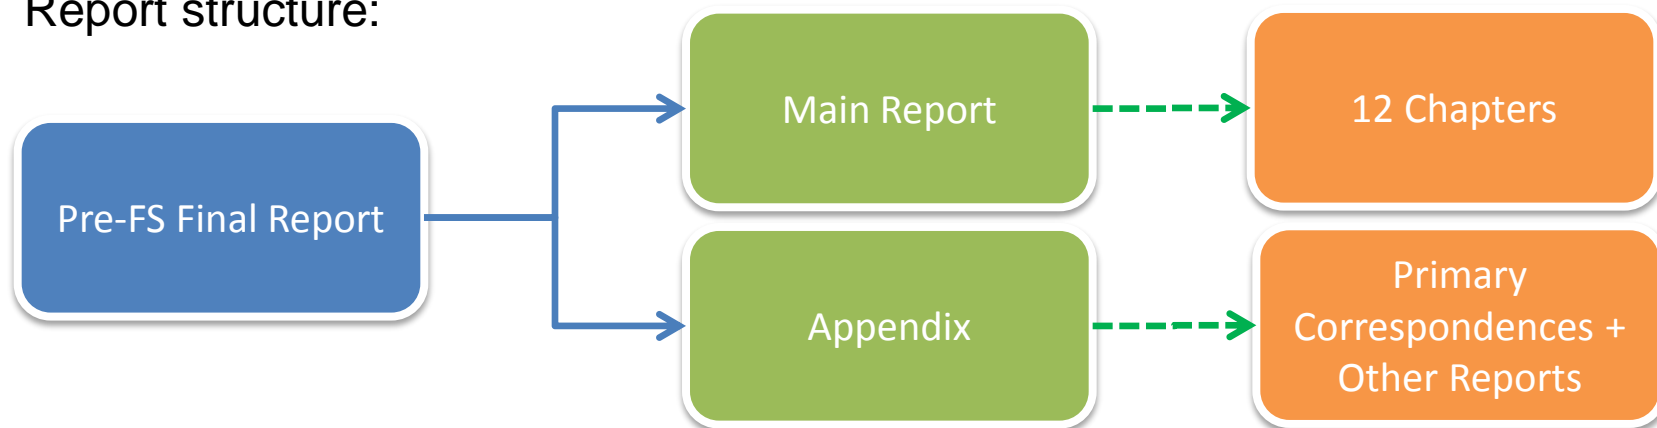 Report structure:
Pre-FS Final Report
Main Report
12 Chapters
Appendix
Primary
Correspondences +
Other Reports